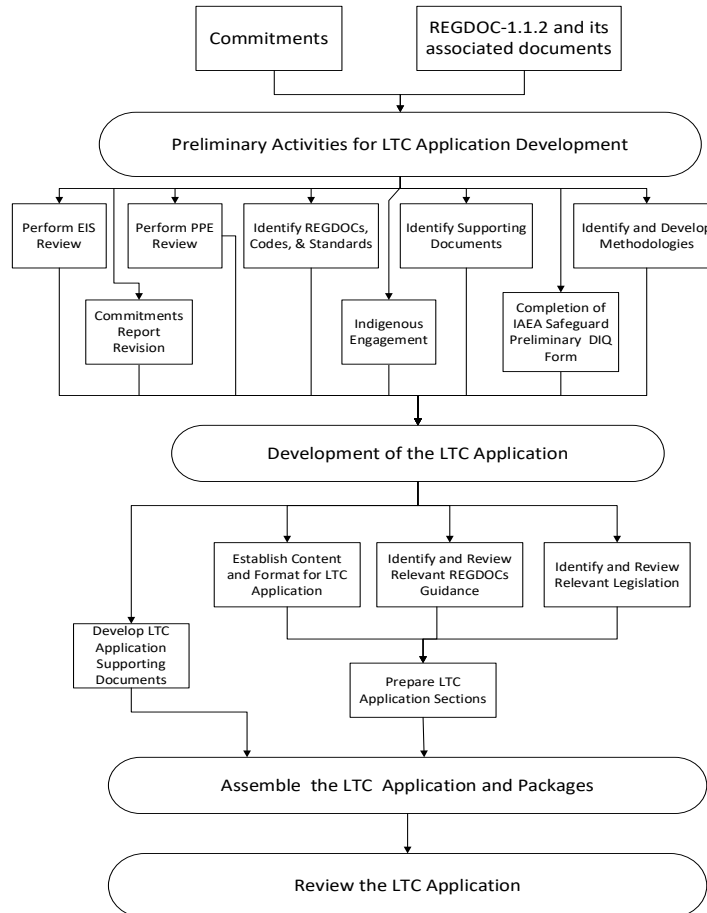 Commitments
REGDOC-1.1.2 and its
associated documents
Preliminary Activities for LTC Application Development
Perform EIS
Review
Perform PPE
Review
Identify REGDOCs,
Codes, & Standards
Identify Supporting
Documents
Identify and Develop
Methodologies
Commitments
Report
Revision
Indigenous
Engagement
Completion of
IAEA Safeguard
Preliminary DIQ
Form
Development of the LTC Application
Establish Content
and Format for LTC
Application
Identify and Review
Relevant REGDOCs
Guidance
Identify and Review
Relevant Legislation
Develop LTC
Application
Supporting
Documents
Prepare LTC
Application Sections
Assemble the LTC Application and Packages
Review the LTC Application